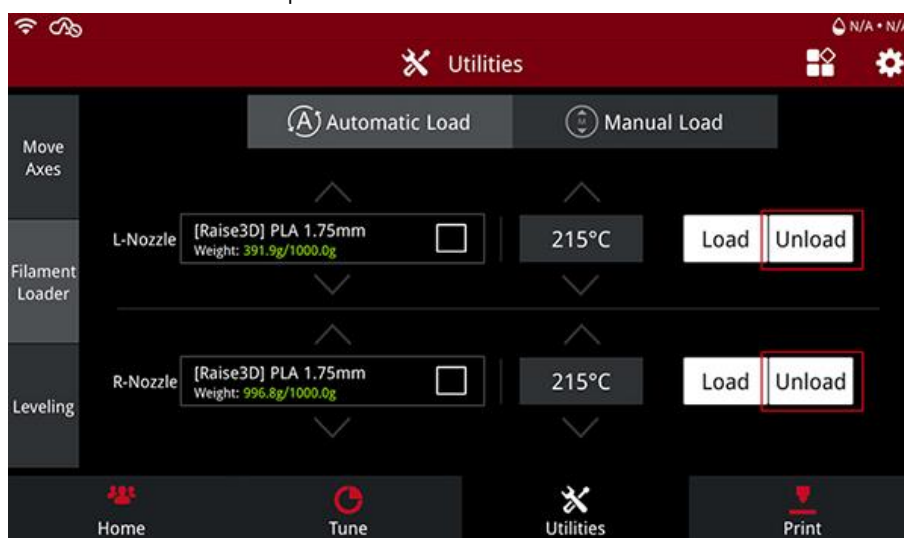 N/A • N/A
Utilities
Automatic Load
Manual Load
Move
Axes
L-Nozzle
[Raise3D] PLA 1.75mm
Weight: 391.9g/1000.0g
215°C
Load
Unload
Filament
Loader
R-Nozzle
[Raise3D] PLA 1.75mm
Weight: 996.8g/1000.0g
215°C
Load
Unload
Leveling
Home
Tune
Utilities
Print